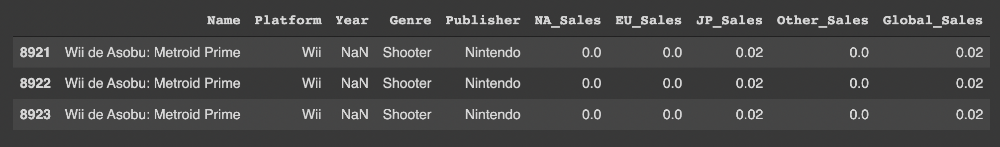 Name Platform Year Genre Publisher NA_Sales EU_Sales JP_Sales Other_Sales Global_Sales
8921 Wii de Asobu: Metroid Prime Wii NaN Shooter Nintendo 0.0 0.0 0.02 0.0 0.02
8922 Wii de Asobu: Metroid Prime Wii NaN Shooter Nintendo 0.0 0.0 0.02 0.0 0.02
8923 Wii de Asobu: Metroid Prime Wii NaN Shooter Nintendo 0.0 0.0 0.02 0.0 0.02